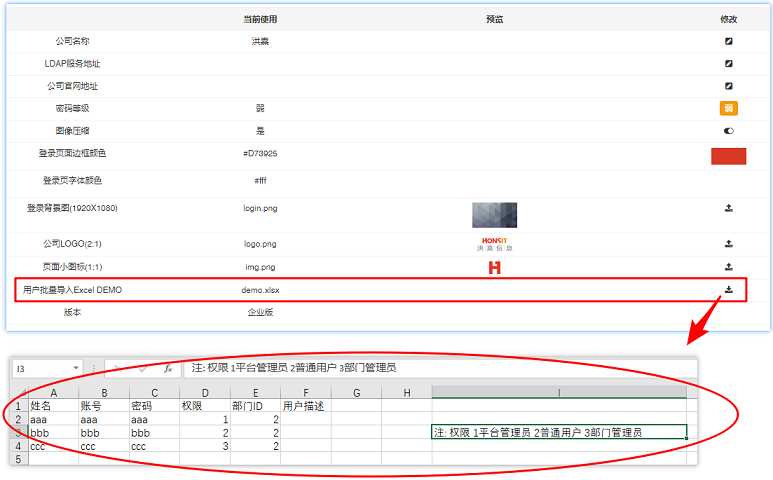 当前使用 预览 修改
公司名称 洪熹
LDAP服务地址
公司官网地址
密码等级 弱 弱
图像压缩 是
登录页面边框颜色 #D73925
登录页字体颜色 #fff
登录背景图(1920X1080) login.png
公司LOGO(2:1) logo.png HONSIT
洪熹信息
页面小图标(1:1) img.png
用户批量导入Excel DEMO demo.xlsx
版本 企业版
I3 fx 注: 权限 1平台管理员 2普通用户 3部门管理员
A B C D E F G H I
1 姓名 账号 密码 权限 部门ID 用户描述
2 aaa aaa aaa 1 2
3 bbb bbb bbb 2 2 注: 权限 1平台管理员 2普通用户 3部门管理员
4 ccc ccc ccc 3 2
5